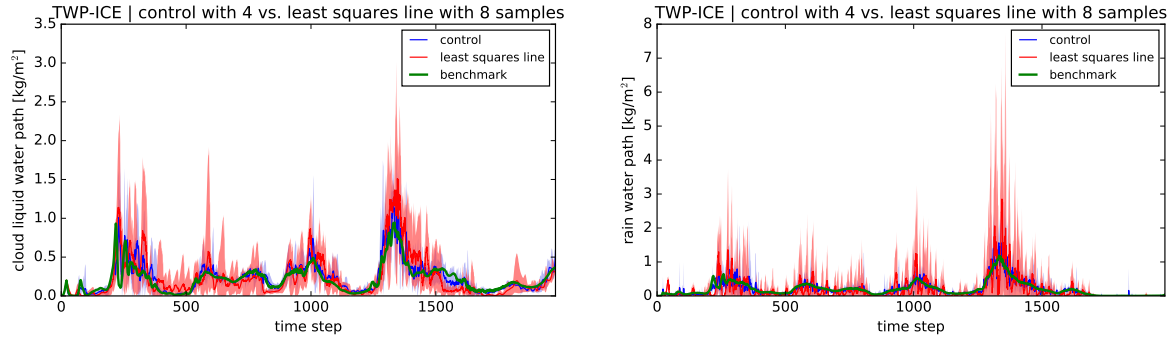 TWP-ICE | control with 4 vs. least squares line with 8 samples
cloud liquid water path [kg/m²]
3.5
3.0
2.5
2.0
1.5
1.0
0.5
0.0
0
500
1000
1500
time step
control
least squares line
benchmark
TWP-ICE | control with 4 vs. least squares line with 8 samples
rain water path [kg/m²]
8
7
6
5
4
3
2
1
0
0
500
1000
1500
time step
control
least squares line
benchmark